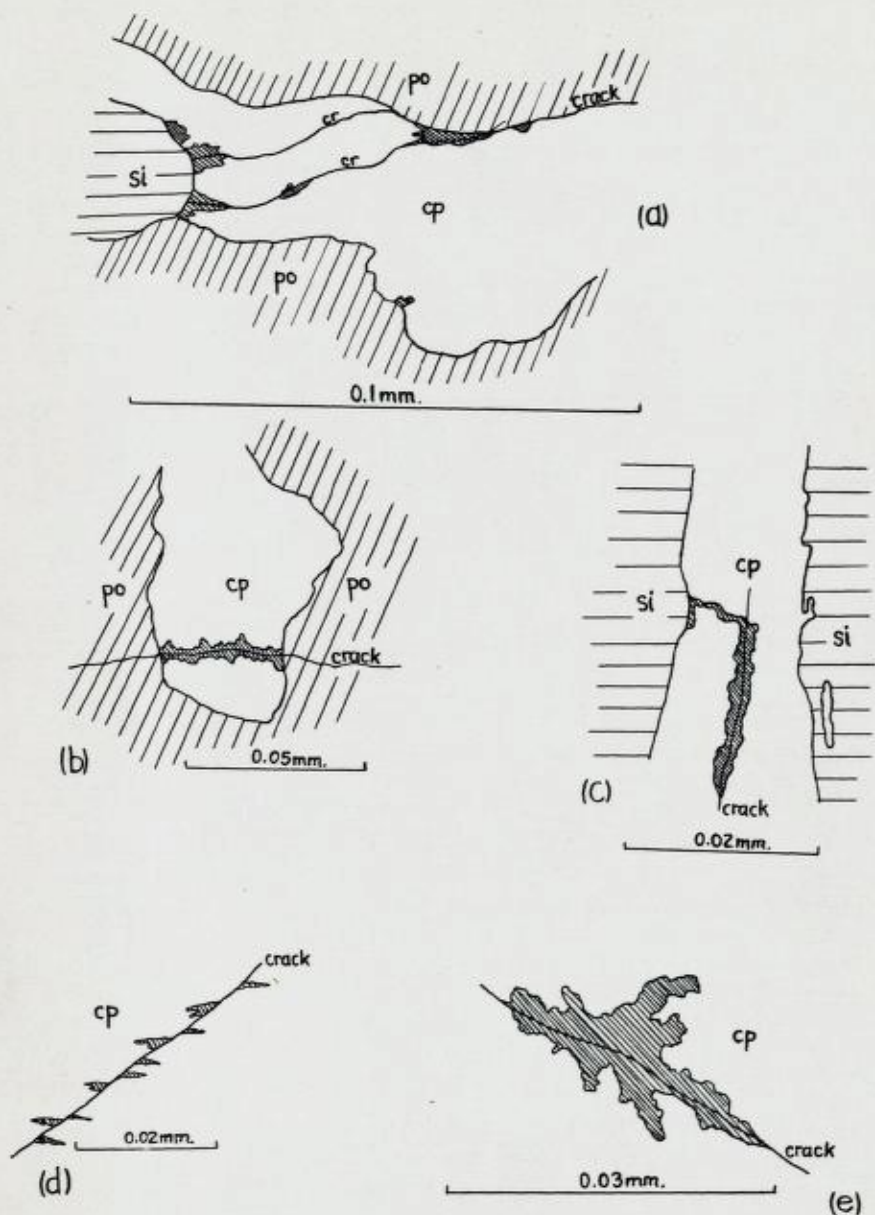 po
crack
cr
cr
si
cp
(a)
po
0.1mm.
po
cp
po
crack
(b)
0.05mm.
cp
si
si
(c)
crack
0.02mm.
crack
cp
0.02mm.
(d)
cp
crack
0.03mm.
(e)